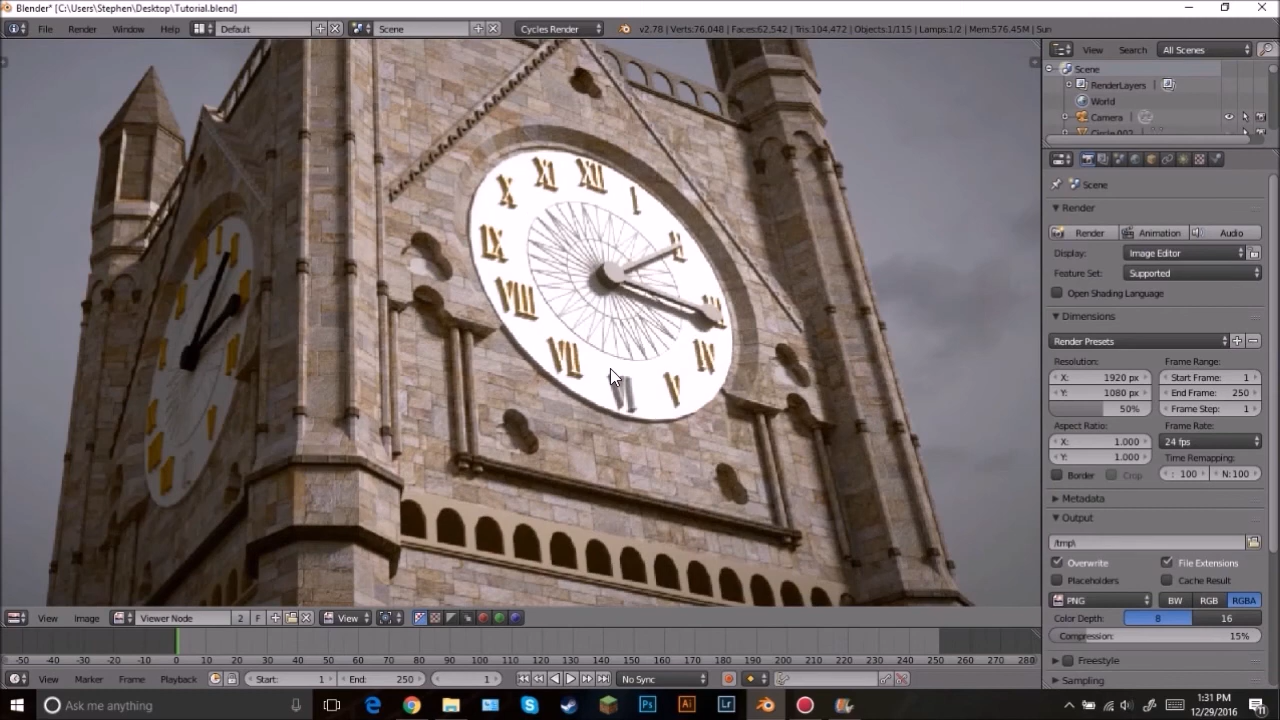 Blender* [C:\Users\Stephen\Desktop\Tutorial.blend]
File Render Window Help Default Scene Cycles Render v2.78 | Verts:76,048 | Faces:62,542 | Tris:104,472 | Objects:1/115 | Lamps:1/2 | Mem:576.45M | Sun
View Search All Scenes
Scene
RenderLayers
World
Camera
Circle.002
Scene
Render
Render Animation Audio
Display: Image Editor
Feature Set: Supported
Open Shading Language
Dimensions
Render Presets
Resolution: Frame Range:
X: 1920 px Start Frame: 1
Y: 1080 px End Frame: 250
50% Frame Step: 1
Aspect Ratio: Frame Rate:
X: 1.000 24 fps
Y: 1.000 Time Remapping:
Border Crop : 100 N:100
Metadata
Output
/tmp\
Overwrite File Extensions
Placeholders Cache Result
PNG BW RGB RGBA
Color Depth: 8 16
Compression: 15%
Freestyle
Sampling
XII
XI I
X II
IX
VIII IV
VII V
VI
View Image Viewer Node 2 F View
-50 -40 -30 -20 -10 0 10 20 30 40 50 60 70 80 90 100 110 120 130 140 150 160 170 180 190 200 210 220 230 240 250 260 270 280
View Marker Frame Playback Start: 1 End: 250 1 No Sync
Ask me anything Ps Ai Lr 1:31 PM
12/29/2016